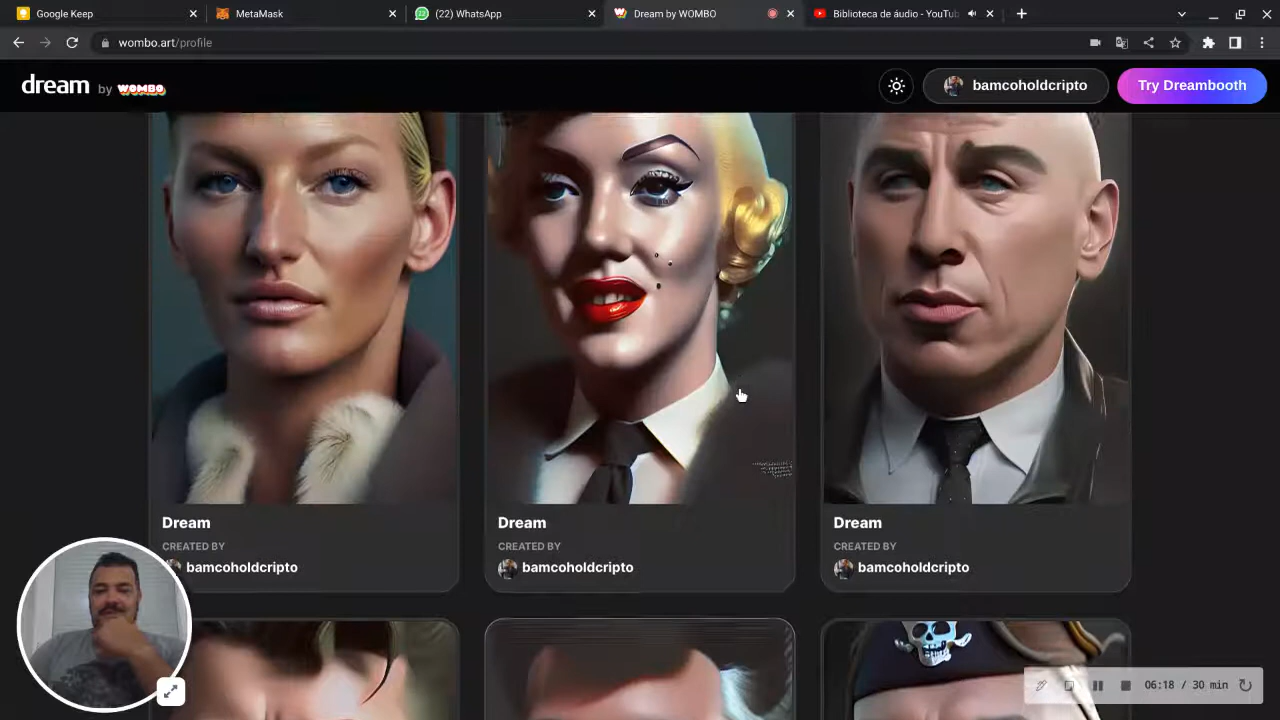 Google Keep
MetaMask
(22) WhatsApp
Dream by WOMBO
Biblioteca de áudio - YouTub
wombo.art/profile
dream by WOMBO
bamcoholdcripto
Try Dreambooth
Dream
CREATED BY
bamcoholdcripto
Dream
CREATED BY
bamcoholdcripto
Dream
CREATED BY
bamcoholdcripto
06:18 / 30 min